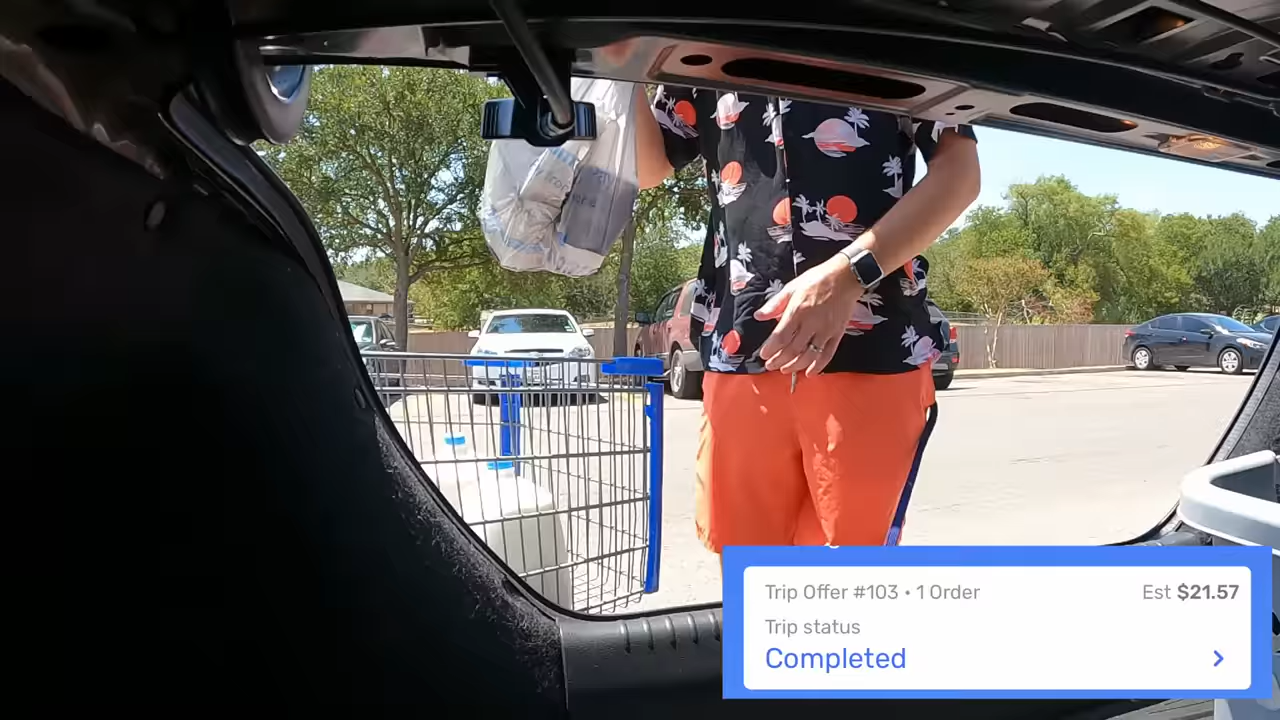 Trip Offer #103 • 1 Order
Est $21.57
Trip status
Completed